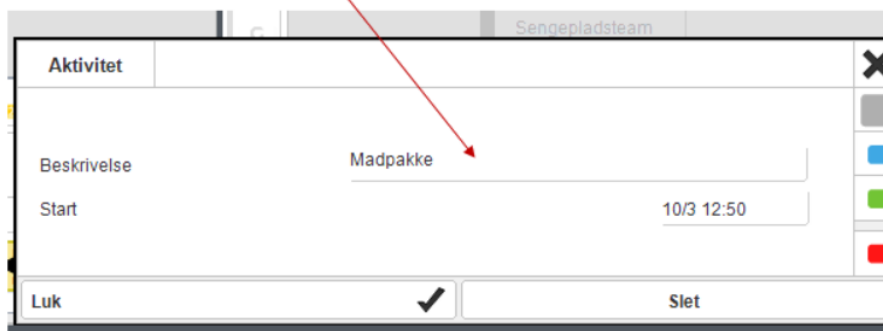 Sengepladsteam
Aktivitet
Beskrivelse Madpakke
Start 10/3 12:50
Luk Slet